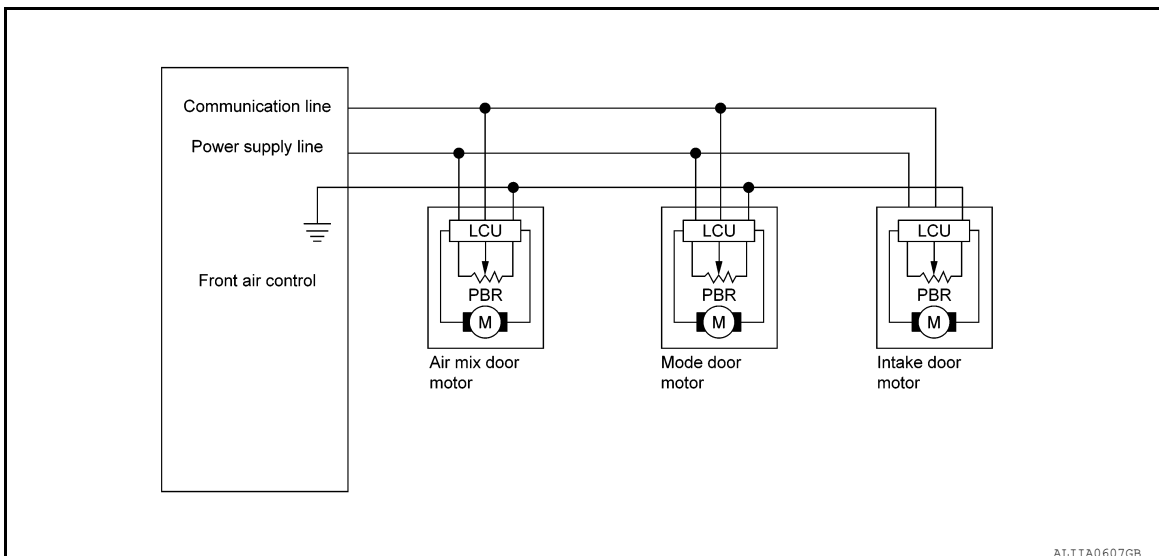 Communication line
Power supply line
Front air control
LCU
PBR
M
Air mix door
motor
LCU
PBR
M
Mode door
motor
LCU
PBR
M
Intake door
motor
ALIIA0607GB